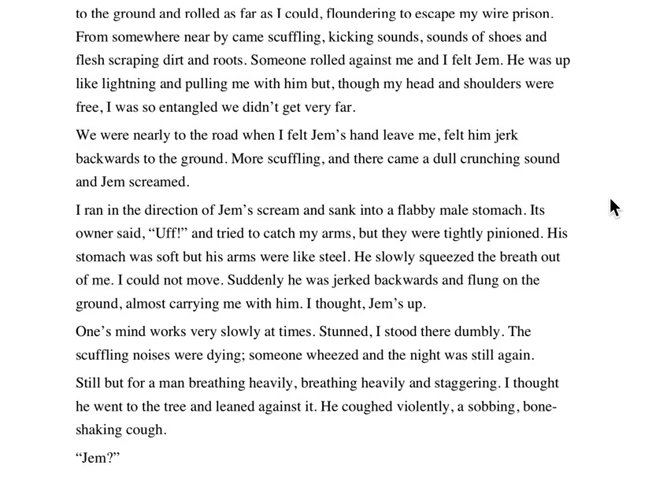 to the ground and rolled as far as I could, floundering to escape my wire prison.
From somewhere near by came scuffling, kicking sounds, sounds of shoes and
flesh scraping dirt and roots. Someone rolled against me and I felt Jem. He was up
like lightning and pulling me with him but, though my head and shoulders were
free, I was so entangled we didn’t get very far.
We were nearly to the road when I felt Jem’s hand leave me, felt him jerk
backwards to the ground. More scuffling, and there came a dull crunching sound
and Jem screamed.
I ran in the direction of Jem’s scream and sank into a flabby male stomach. Its
owner said, “Uff!” and tried to catch my arms, but they were tightly pinioned. His
stomach was soft but his arms were like steel. He slowly squeezed the breath out
of me. I could not move. Suddenly he was jerked backwards and flung on the
ground, almost carrying me with him. I thought, Jem’s up.
One’s mind works very slowly at times. Stunned, I stood there dumbly. The
scuffling noises were dying; someone wheezed and the night was still again.
Still but for a man breathing heavily, breathing heavily and staggering. I thought
he went to the tree and leaned against it. He coughed violently, a sobbing, bone-
shaking cough.
“Jem?”